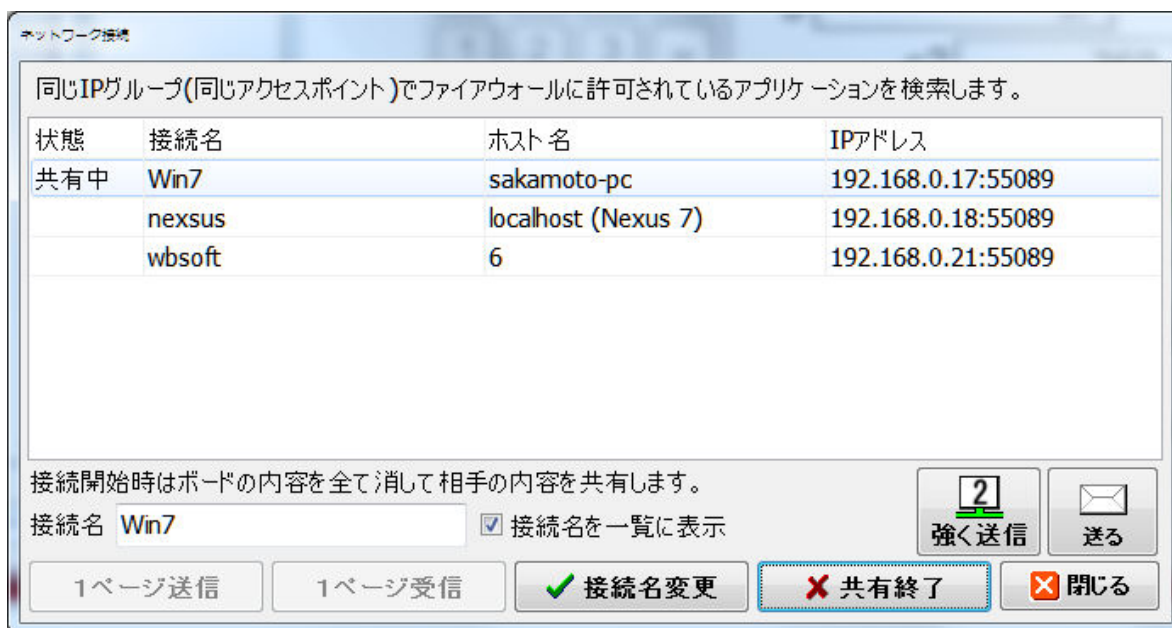 ネットワーク接続
同じIPグループ(同じアクセスポイント)でファイアウォールに許可されているアプリケーションを検索します。
状態 接続名 ホスト名 IPアドレス
共有中 Win7 sakamoto-pc 192.168.0.17:55089
nexsus localhost (Nexus 7) 192.168.0.18:55089
wbsoft 6 192.168.0.21:55089
接続開始時はボードの内容を全て消して相手の内容を共有します。
接続名 Win7 接続名を一覧に表示
2
強く送信 送る
1ページ送信 1ページ受信 接続名変更 共有終了 閉じる